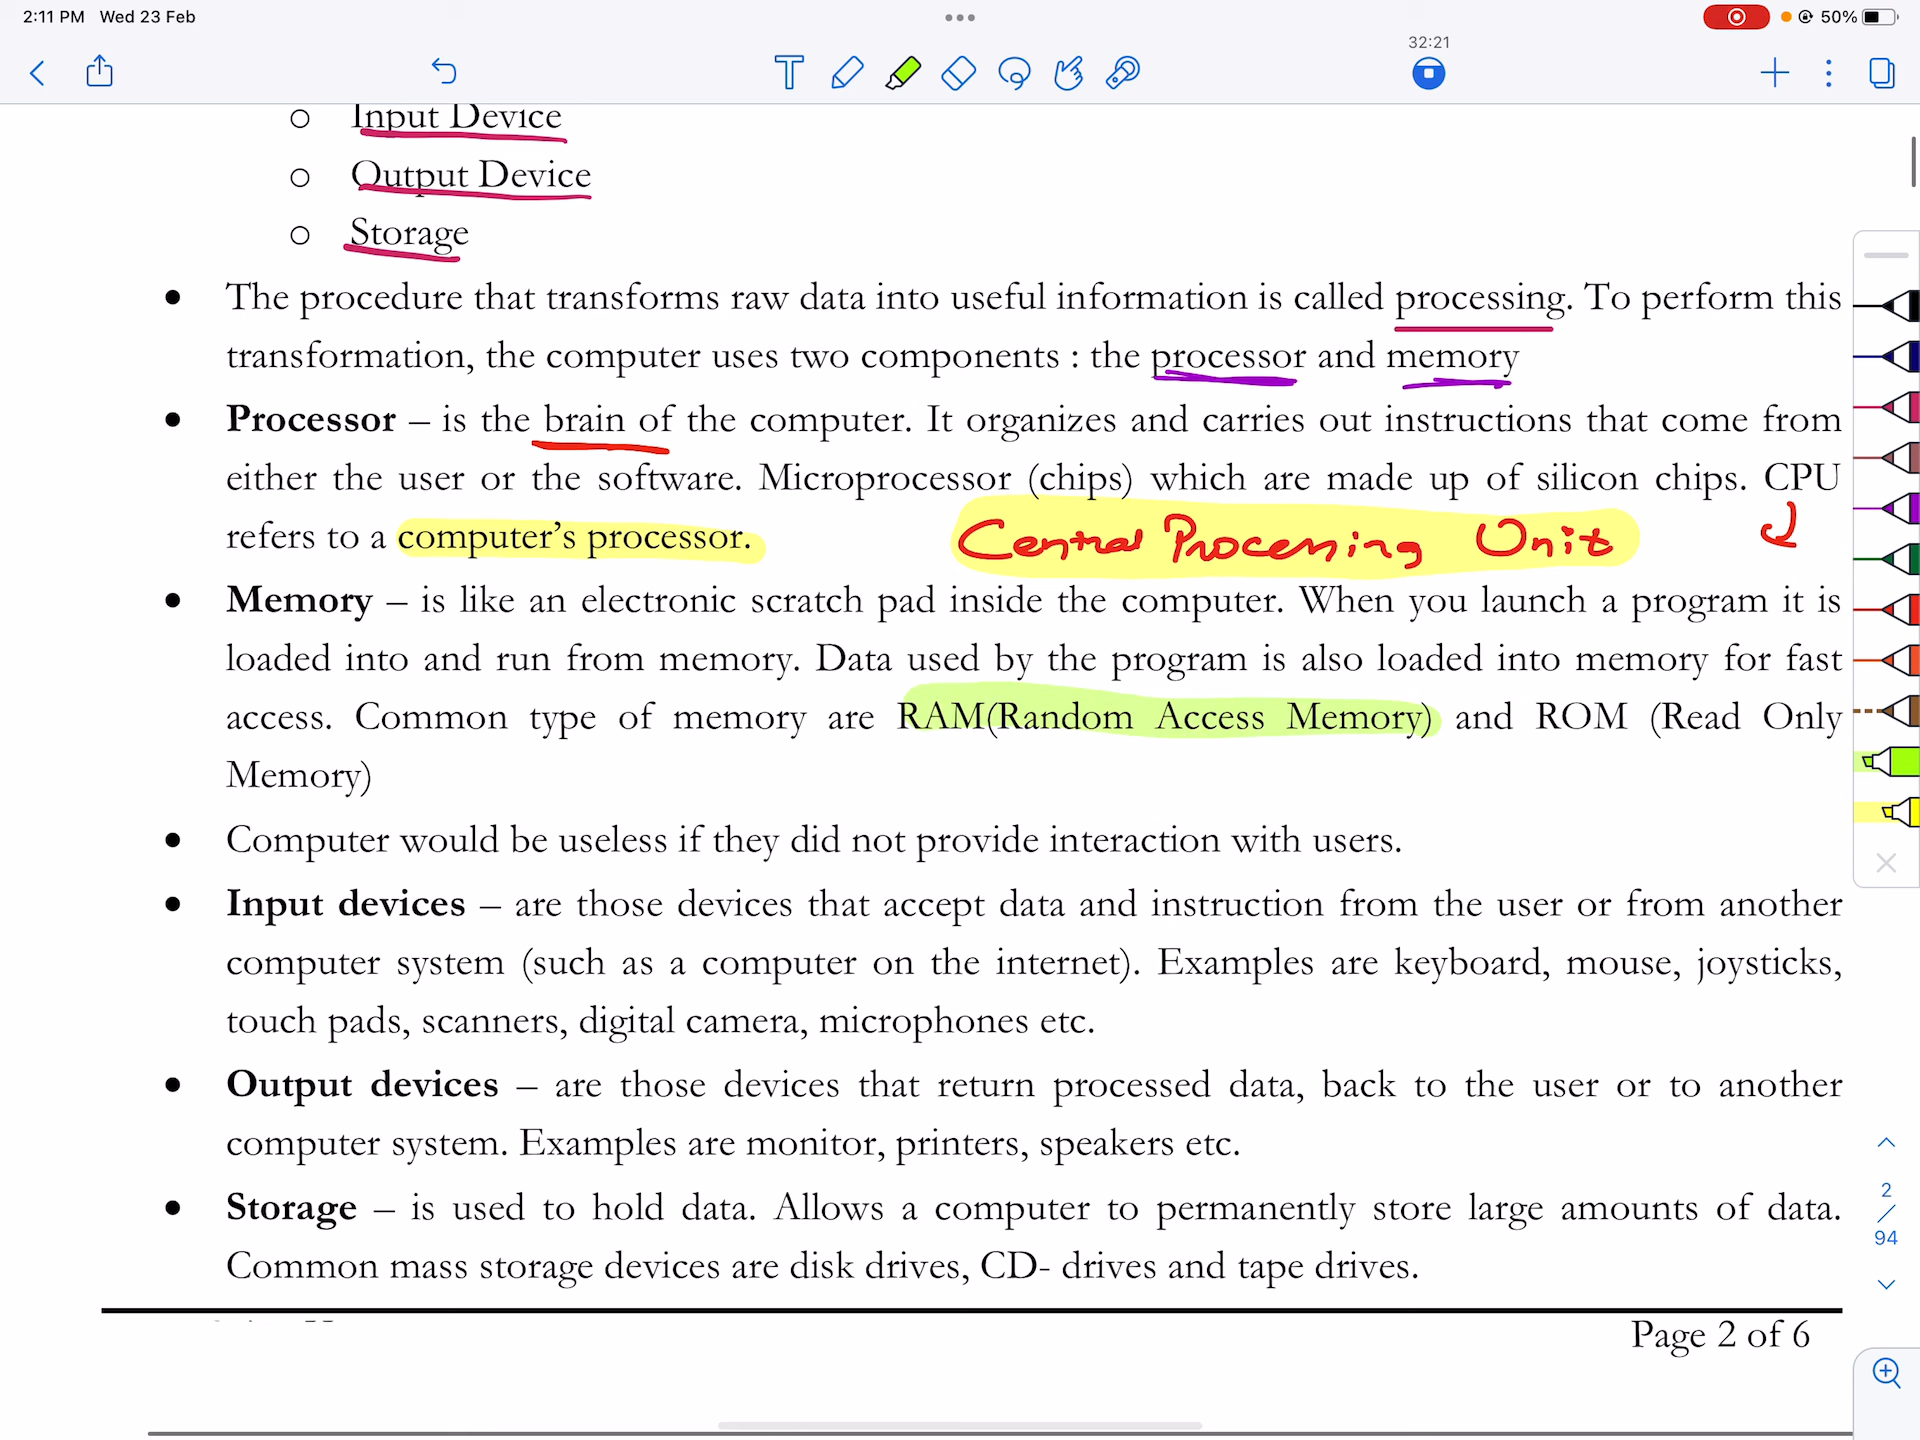 2:11 PM Wed 23 Feb
50%
32:21
○ Input Device
○ Output Device
○ Storage
• The procedure that transforms raw data into useful information is called processing. To perform this
transformation, the computer uses two components : the processor and memory
• Processor – is the brain of the computer. It organizes and carries out instructions that come from
either the user or the software. Microprocessor (chips) which are made up of silicon chips. CPU
refers to a computer’s processor. Central Processing Unit
• Memory – is like an electronic scratch pad inside the computer. When you launch a program it is
loaded into and run from memory. Data used by the program is also loaded into memory for fast
access. Common type of memory are RAM(Random Access Memory) and ROM (Read Only
Memory)
• Computer would be useless if they did not provide interaction with users.
• Input devices – are those devices that accept data and instruction from the user or from another
computer system (such as a computer on the internet). Examples are keyboard, mouse, joysticks,
touch pads, scanners, digital camera, microphones etc.
• Output devices – are those devices that return processed data, back to the user or to another
computer system. Examples are monitor, printers, speakers etc.
• Storage – is used to hold data. Allows a computer to permanently store large amounts of data.
Common mass storage devices are disk drives, CD- drives and tape drives.
2
/
94
Page 2 of 6